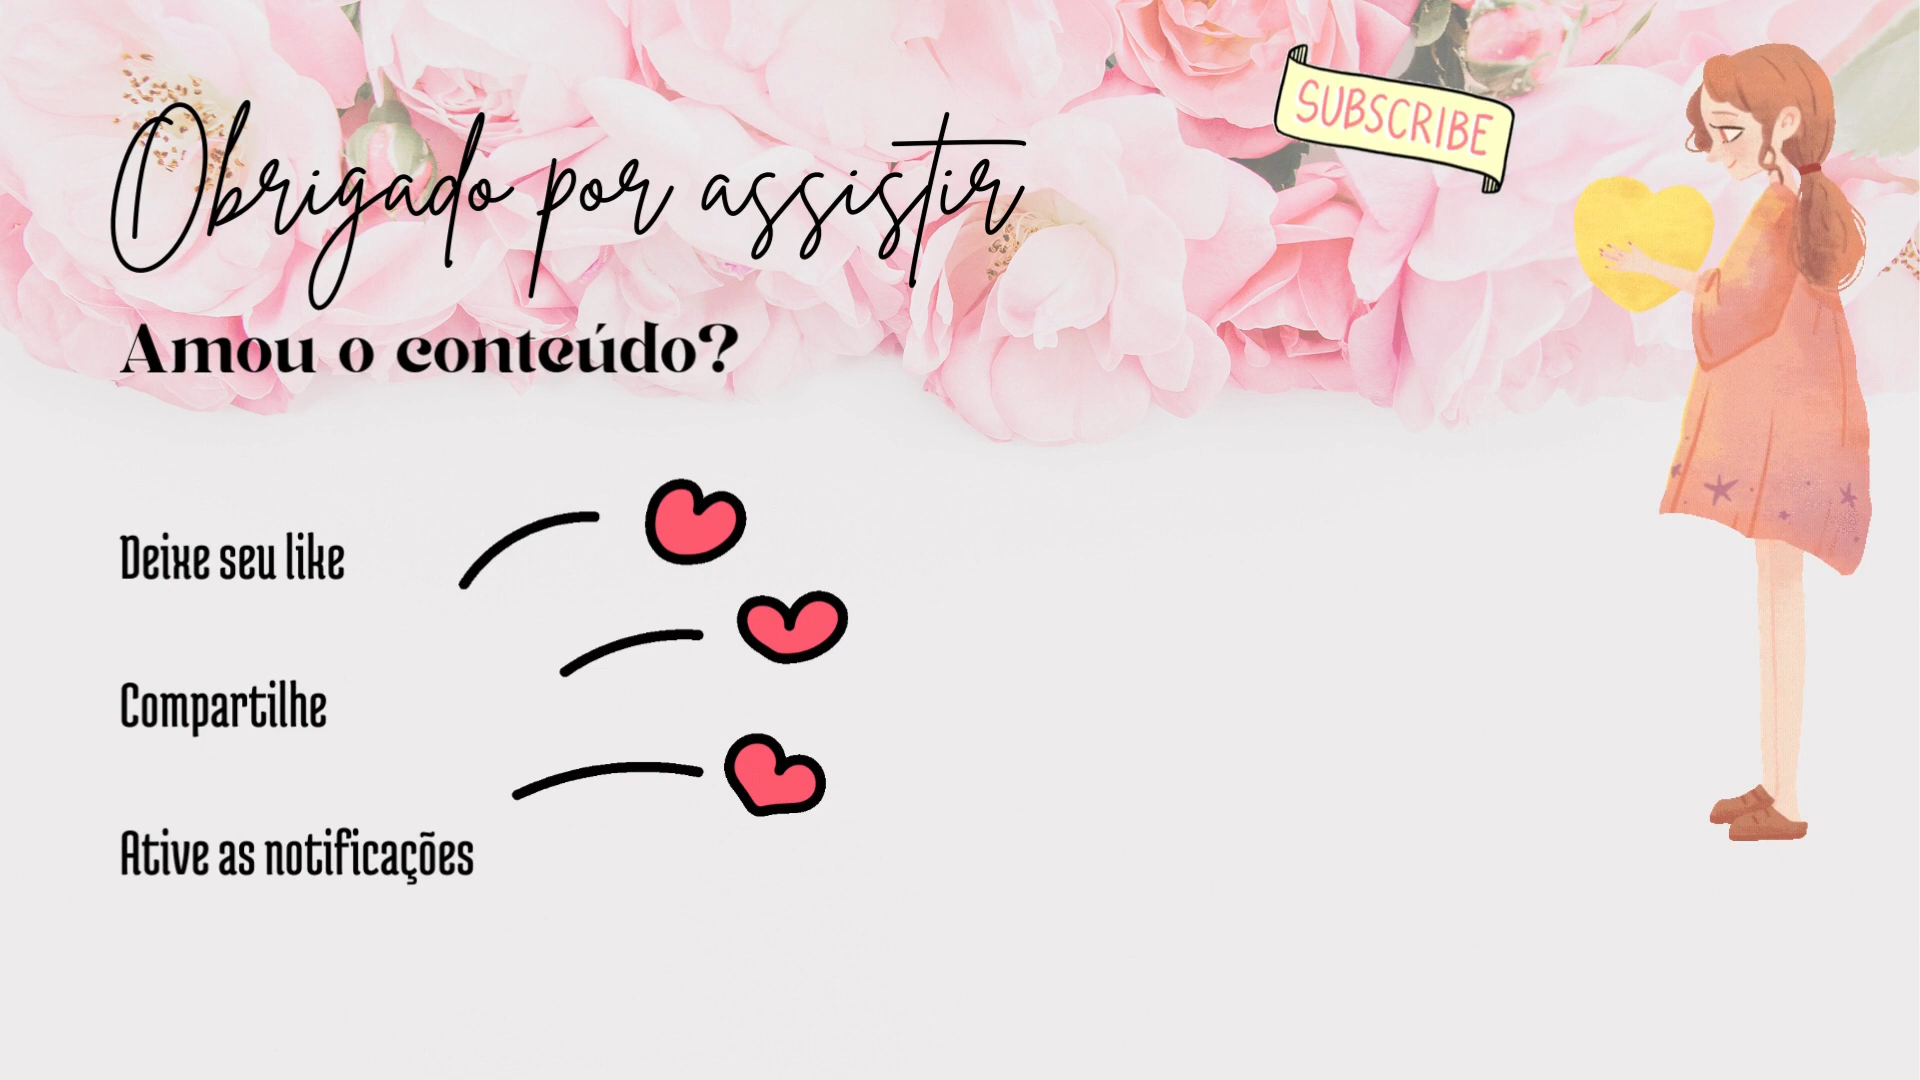 Obrigado por assistir
SUBSCRIBE
Amou o conteúdo?
Deixe seu like
Compartilhe
Ative as notificações